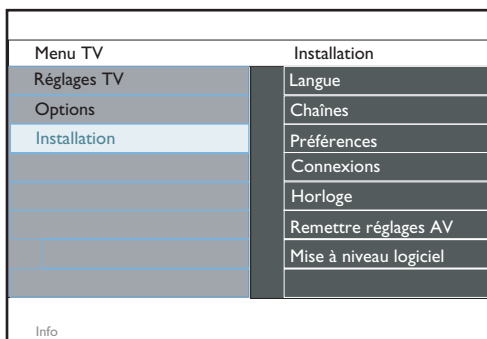 Menu TV
Installation
Réglages TV
Options
Installation
Langue
Chaînes
Préférences
Connexions
Horloge
Remettre réglages AV
Mise à niveau logiciel
Info